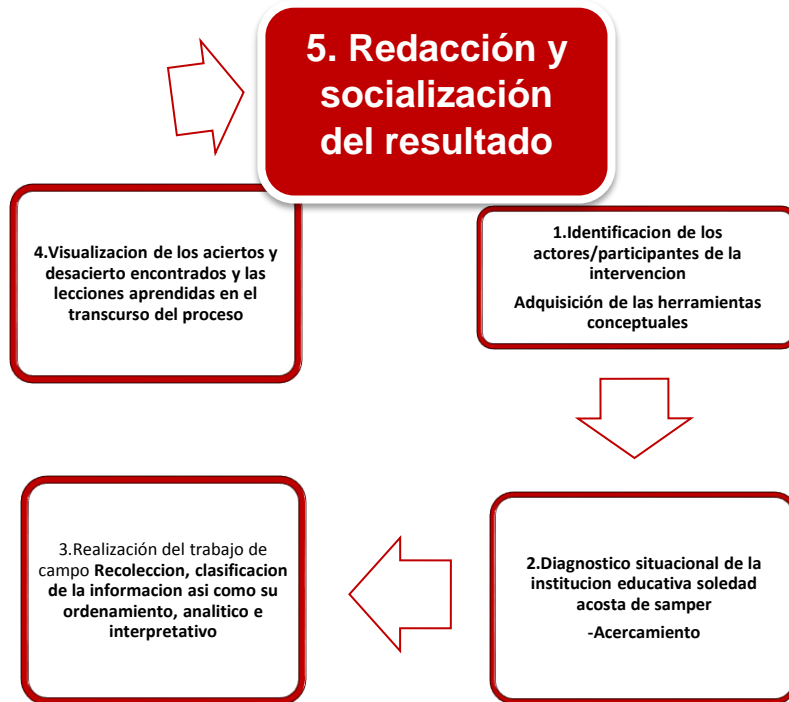 5. Redacción y
socialización
del resultado
4.Visualizacion de los aciertos y
desacierto encontrados y las
lecciones aprendidas en el
transcurso del proceso
1.Identificacion de los
actores/participantes de la
intervencion
Adquisición de las herramientas
conceptuales
3.Realización del trabajo de
campo Recoleccion, clasificacion
de la informacion asi como su
ordenamiento, analitico e
interpretativo
2.Diagnostico situacional de la
institucion educativa soledad
acosta de samper
-Acercamiento